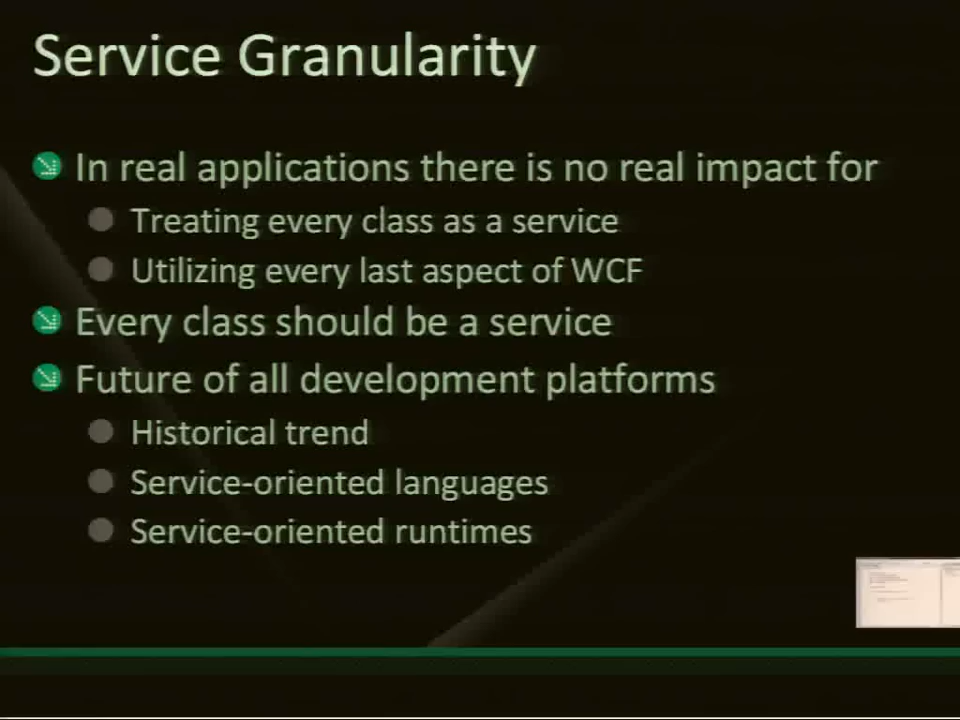 Service Granularity
In real applications there is no real impact for
Treating every class as a service
Utilizing every last aspect of WCF
Every class should be a service
Future of all development platforms
Historical trend
Service-oriented languages
Service-oriented runtimes